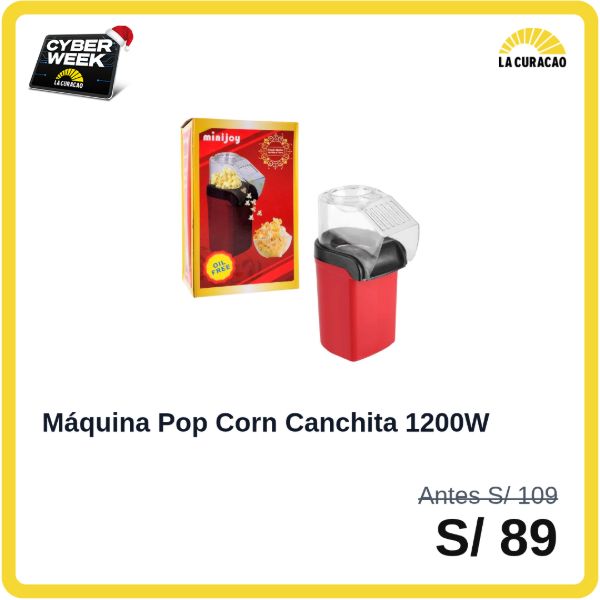 CYBER
WEEK
LA CURACAO
LA CURACAO
minijoy
OIL
FREE
Máquina Pop Corn Canchita 1200W
Antes S/ 109
S/ 89